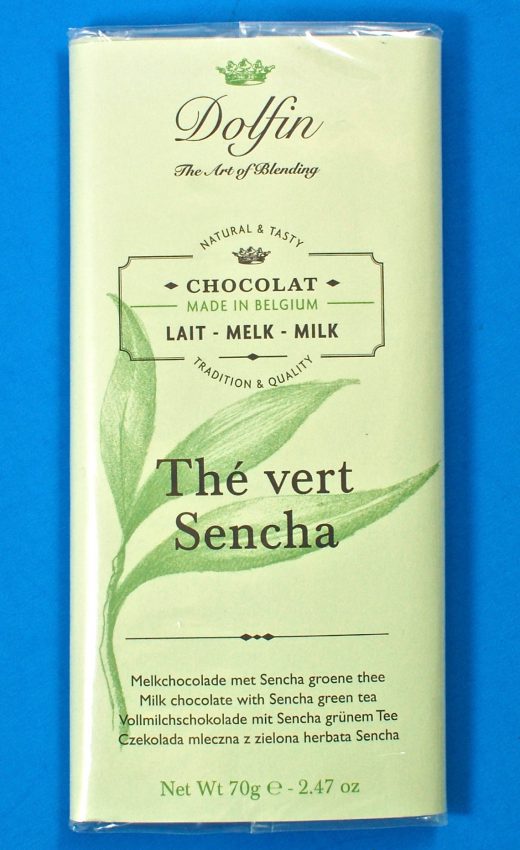 Dolfin
The Art of Blending
NATURAL & TASTY
CHOCOLAT
MADE IN BELGIUM
LAIT - MELK - MILK
TRADITION & QUALITY
Thé vert
Sencha
Melkchocolade met Sencha groene thee
Milk chocolate with Sencha green tea
Vollmilchschokolade mit Sencha grünem Tee
Czekolada mleczna z zielona herbata Sencha
Net Wt 70g ℮ - 2.47 oz